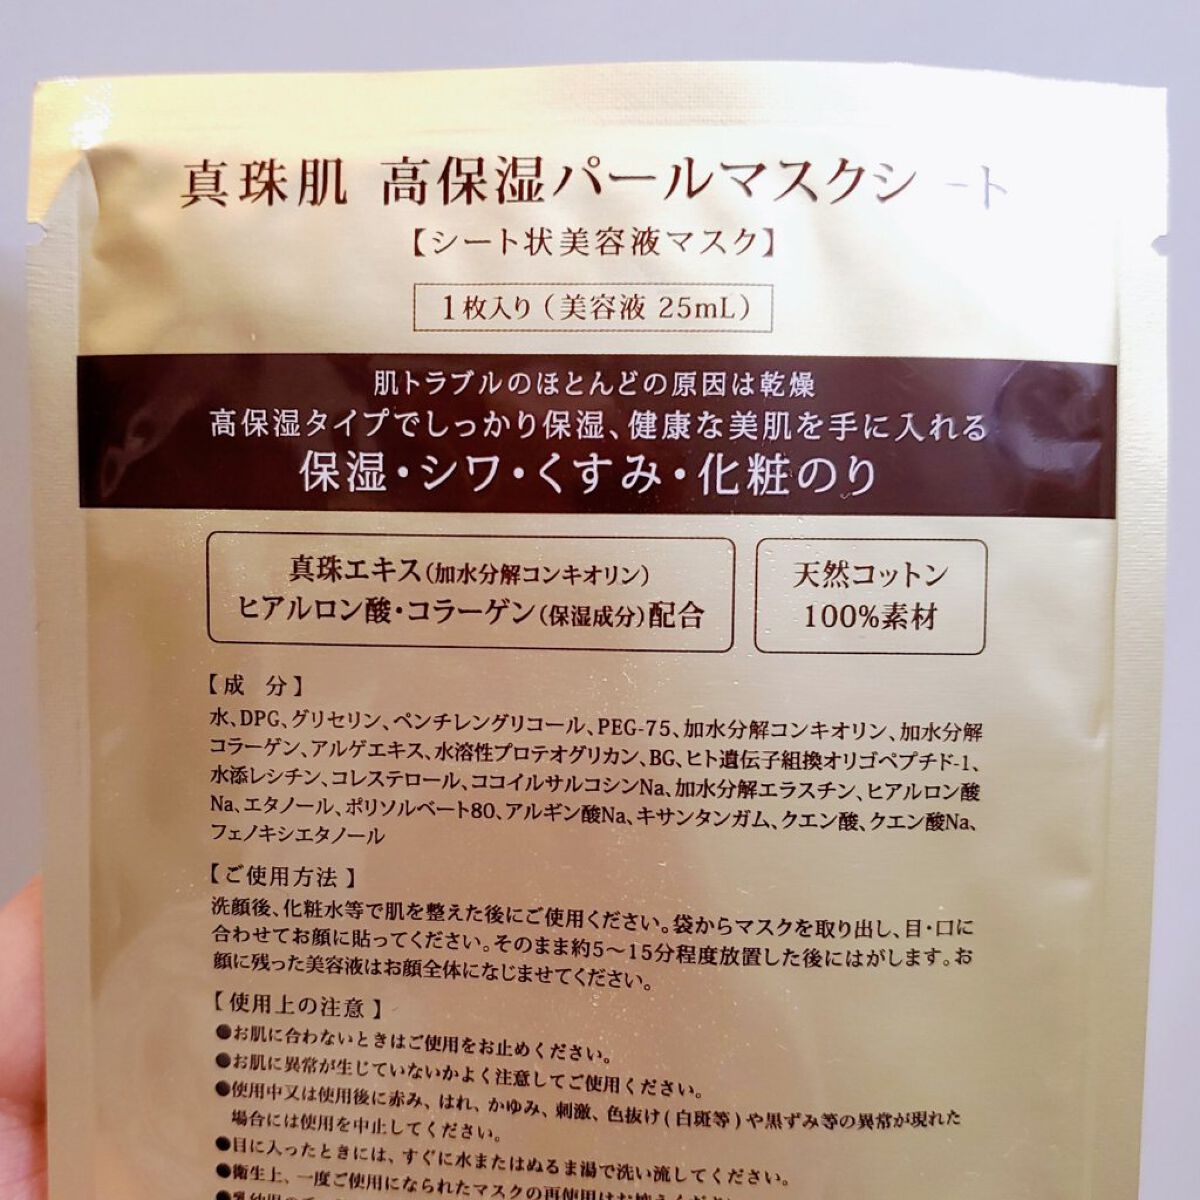 真珠肌 高保湿パールマスクシート
【シート状美容液マスク】
1枚入り（美容液 25mL）
肌トラブルのほとんどの原因は乾燥
高保湿タイプでしっかり保湿、健康な美肌を手に入れる
保湿・シワ・くすみ・化粧のり
真珠エキス（加水分解コンキオリン）
ヒアルロン酸・コラーゲン（保湿成分）配合
天然コットン
100%素材
【成　分】
水、DPG、グリセリン、ペンチレングリコール、PEG-75、加水分解コンキオリン、加水分解
コラーゲン、アルゲエキス、水溶性プロテオグリカン、BG、ヒト遺伝子組換オリゴペプチド-1、
水添レシチン、コレステロール、ココイルサルコシンNa、加水分解エラスチン、ヒアルロン酸
Na、エタノール、ポリソルベート80、アルギン酸Na、キサンタンガム、クエン酸、クエン酸Na、
フェノキシエタノール
【ご使用方法】
洗顔後、化粧水等で肌を整えた後にご使用ください。袋からマスクを取り出し、目・口に
合わせてお顔に貼ってください。そのまま約5〜15分程度放置した後にはがします。お
顔に残った美容液はお顔全体になじませてください。
【使用上の注意】
●お肌に合わないときはご使用をお止めください。
●お肌に異常が生じていないかよく注意してご使用ください。
●使用中又は使用後に赤み、はれ、かゆみ、刺激、色抜け(白斑等)や黒ずみ等の異常が現れた
場合には使用を中止してください。
●目に入ったときには、すぐに水またはぬるま湯で洗い流してください。
●衛生上、一度ご使用になられたマスクの再使用はお控えください。